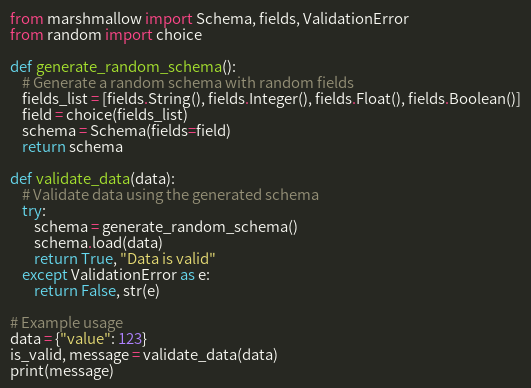 from marshmallow import Schema, fields, ValidationError
from random import choice

def generate_random_schema():
    # Generate a random schema with random fields
    fields_list = [fields.String(), fields.Integer(), fields.Float(), fields.Boolean()]
    field = choice(fields_list)
    schema = Schema(fields=field)
    return schema

def validate_data(data):
    # Validate data using the generated schema
    try:
        schema = generate_random_schema()
        schema.load(data)
        return True, "Data is valid"
    except ValidationError as e:
        return False, str(e)

# Example usage
data = {"value": 123}
is_valid, message = validate_data(data)
print(message)